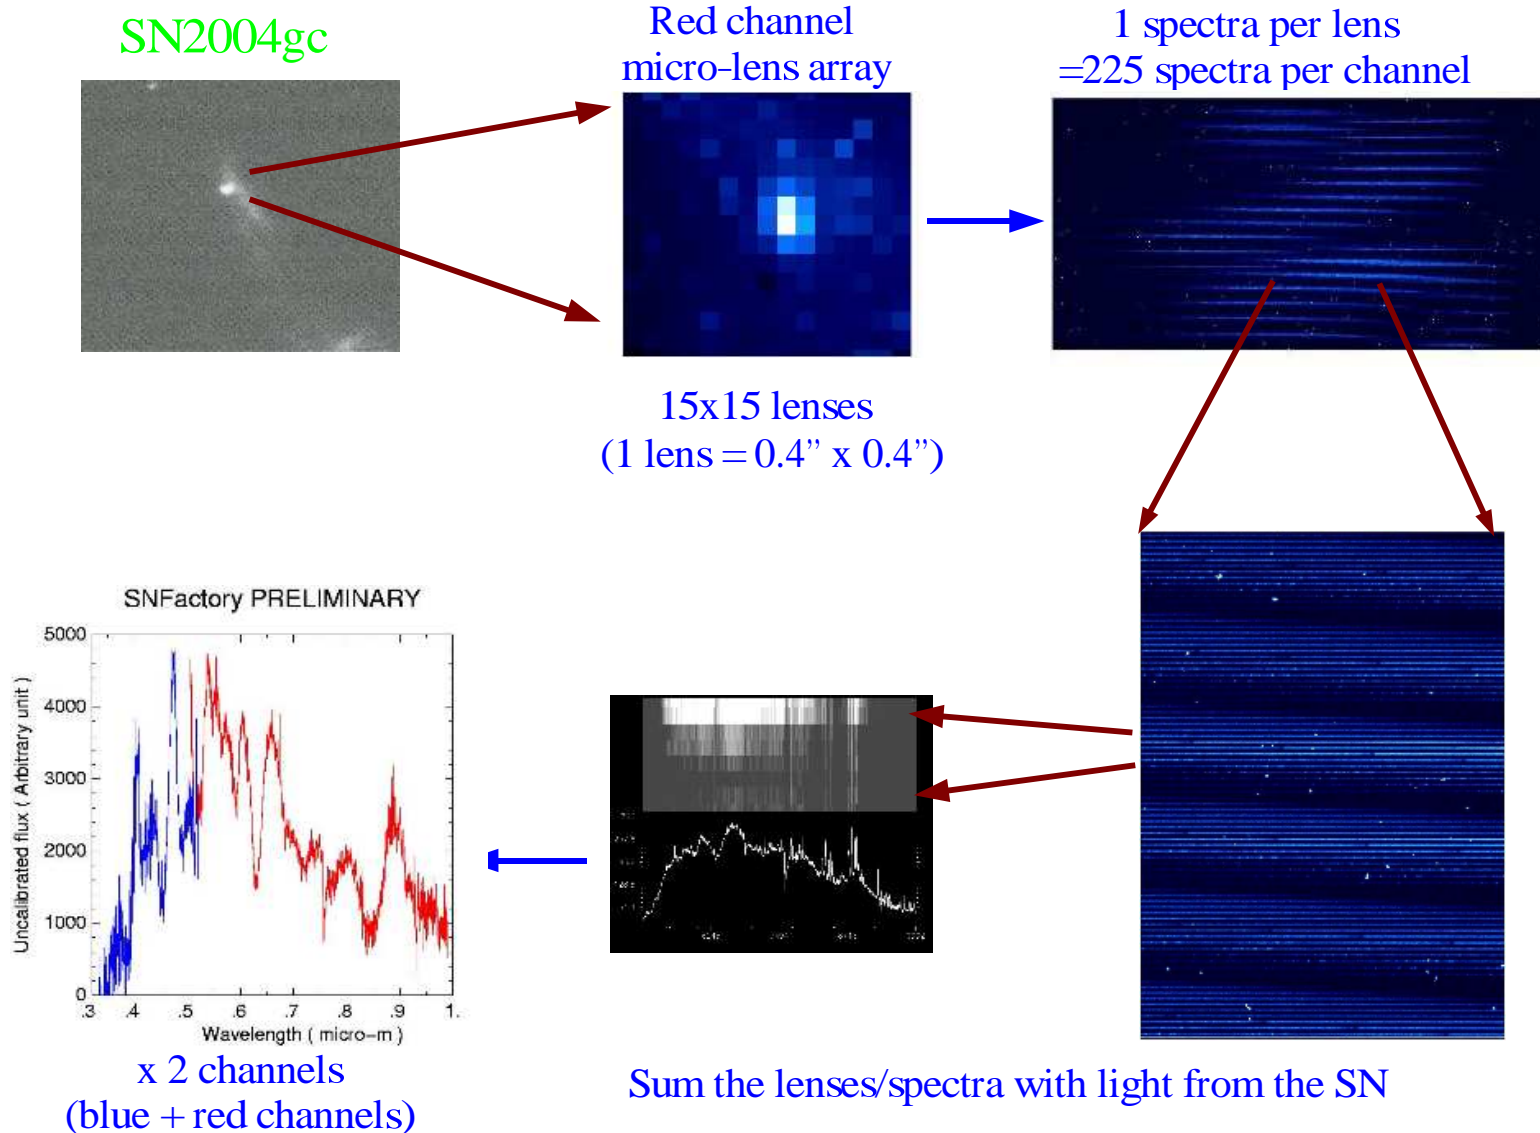 SN2004gc
Red channel
micro-lens array
1 spectra per lens
=225 spectra per channel
15x15 lenses
(1 lens = 0.4” x 0.4”)
SNFactory PRELIMINARY
Uncalibrated flux ( Arbitrary unit )
5000
4000
3000
2000
1000
0
.3 .4 .5 .6 .7 .8 .9 1.
Wavelength ( micro-m )
x 2 channels
(blue + red channels)
Sum the lenses/spectra with light from the SN